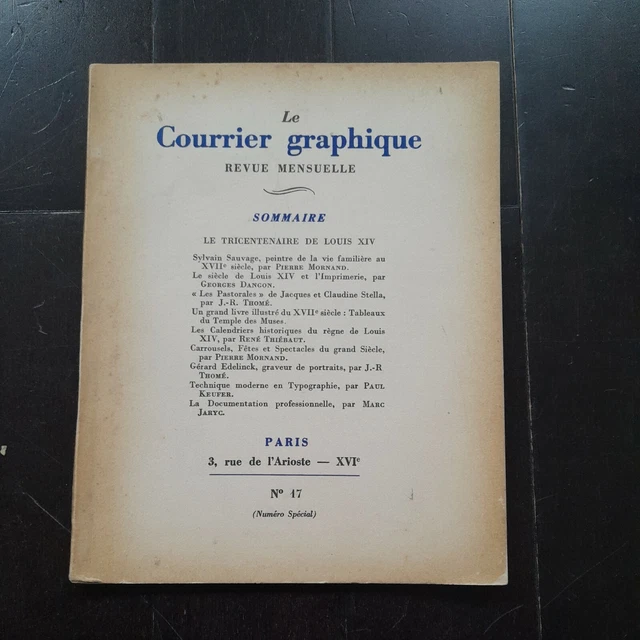 Le
Courrier graphique
REVUE MENSUELLE
SOMMAIRE
LE TRICENTENAIRE DE LOUIS XIV
Sylvain Sauvage, peintre de la vie familière au
XVIIe siècle, par PIERRE MORNAND.
Le siècle de Louis XIV et l'Imprimerie, par
GEORGES DANGON.
« Les Pastorales » de Jacques et Claudine Stella,
par J.-R. THOMÉ.
Un grand livre illustré du XVIIe siècle : Tableaux
du Temple des Muses.
Les Calendriers historiques du règne de Louis
XIV, par RENÉ THIÉBAUT.
Carrousels, Fêtes et Spectacles du grand Siècle,
par PIERRE MORNAND.
Gérard Edelinck, graveur de portraits, par J.-R
THOMÉ.
Technique moderne en Typographie, par PAUL
KEUFER.
La Documentation professionnelle, par MARC
JARYC.
PARIS
3, rue de l'Arioste — XVIe
No 17
(Numéro Spécial)